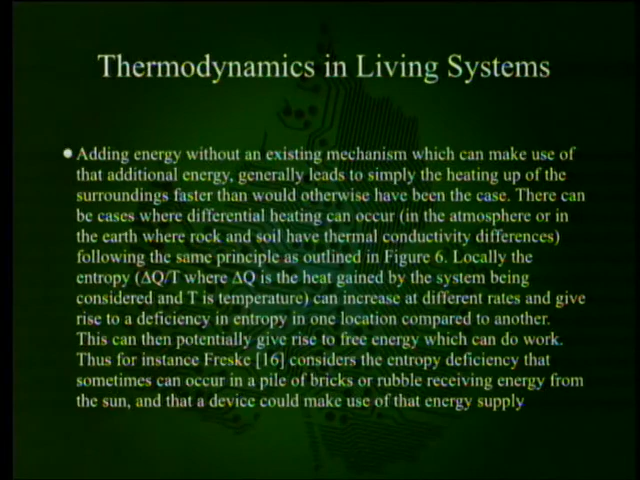 Thermodynamics in Living Systems
Adding energy without an existing mechanism which can make use of
that additional energy, generally leads to simply the heating up of the
surroundings faster than would otherwise have been the case. There can
be cases where differential heating can occur (in the atmosphere or in
the earth where rock and soil have thermal conductivity differences)
following the same principle as outlined in Figure 6. Locally the
entropy (ΔQ/T where ΔQ is the heat gained by the system being
considered and T is temperature) can increase at different rates and give
rise to a deficiency in entropy in one location compared to another.
This can then potentially give rise to free energy which can do work.
Thus for instance Freske [16] considers the entropy deficiency that
sometimes can occur in a pile of bricks or rubble receiving energy from
the sun, and that a device could make use of that energy supply